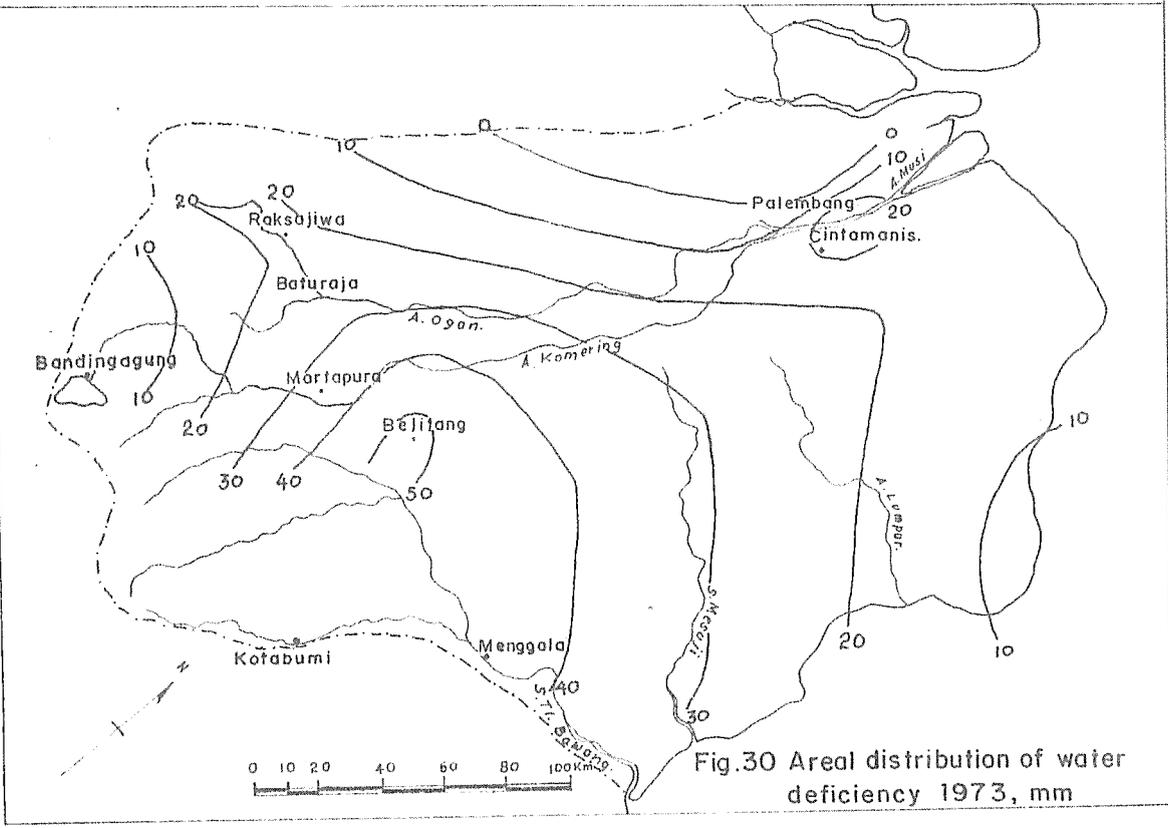 0
10
0
10
A. Musi
20
20
Raksajiwa
Palembang
20
Cintamanis.
10
Baturaja
A. Ogan.
A. Komering
Bandingagung
Martapura
10
20
Belitang
10
30
40
50
A. Lumpur.
S. Mesuji
Kotabumi
Menggala
20
10
N
40
S. Tl. Bawang.
30
0 10 20 40 60 80 100 Km
Fig.30 Areal distribution of water
deficiency 1973, mm